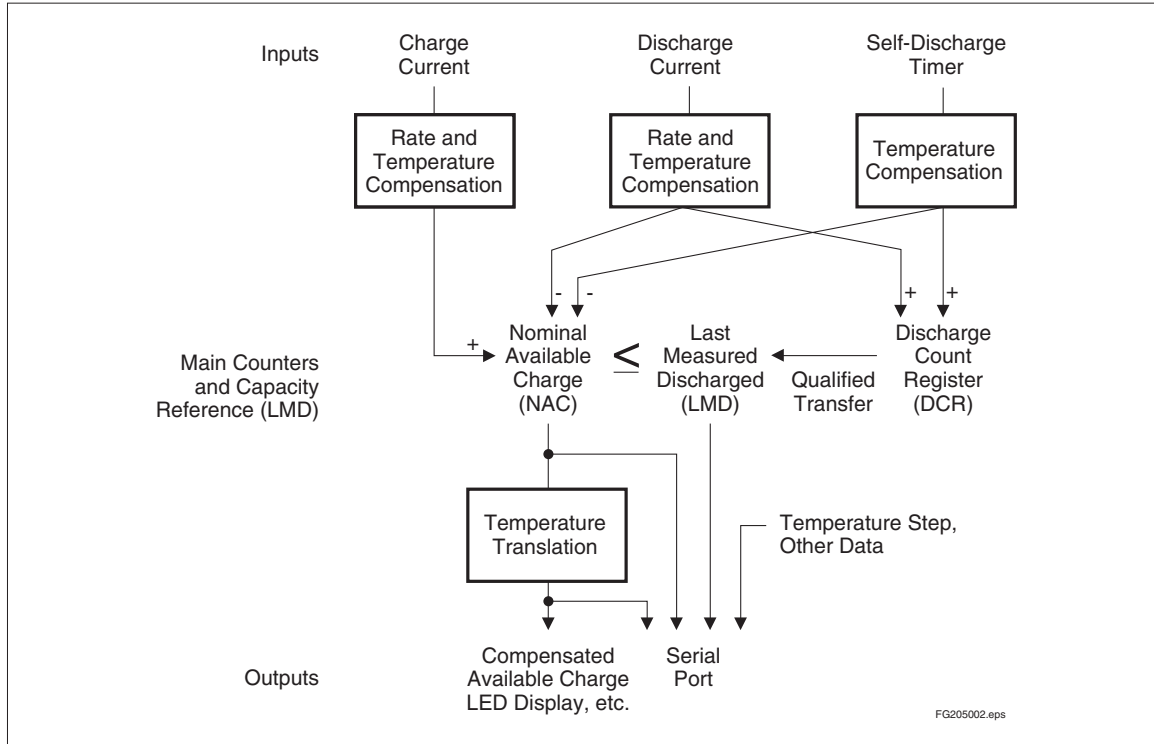 Inputs
Charge
Current
Discharge
Current
Self-Discharge
Timer
Rate and
Temperature
Compensation
Rate and
Temperature
Compensation
Temperature
Compensation
- -
+ +
+
Main Counters
and Capacity
Reference (LMD)
Nominal
Available
Charge
(NAC)
≤
Last
Measured
Discharged
(LMD)
Qualified
Transfer
Discharge
Count
Register
(DCR)
Temperature
Translation
Temperature Step,
Other Data
Outputs
Compensated
Available Charge
LED Display, etc.
Serial
Port
FG205002.eps